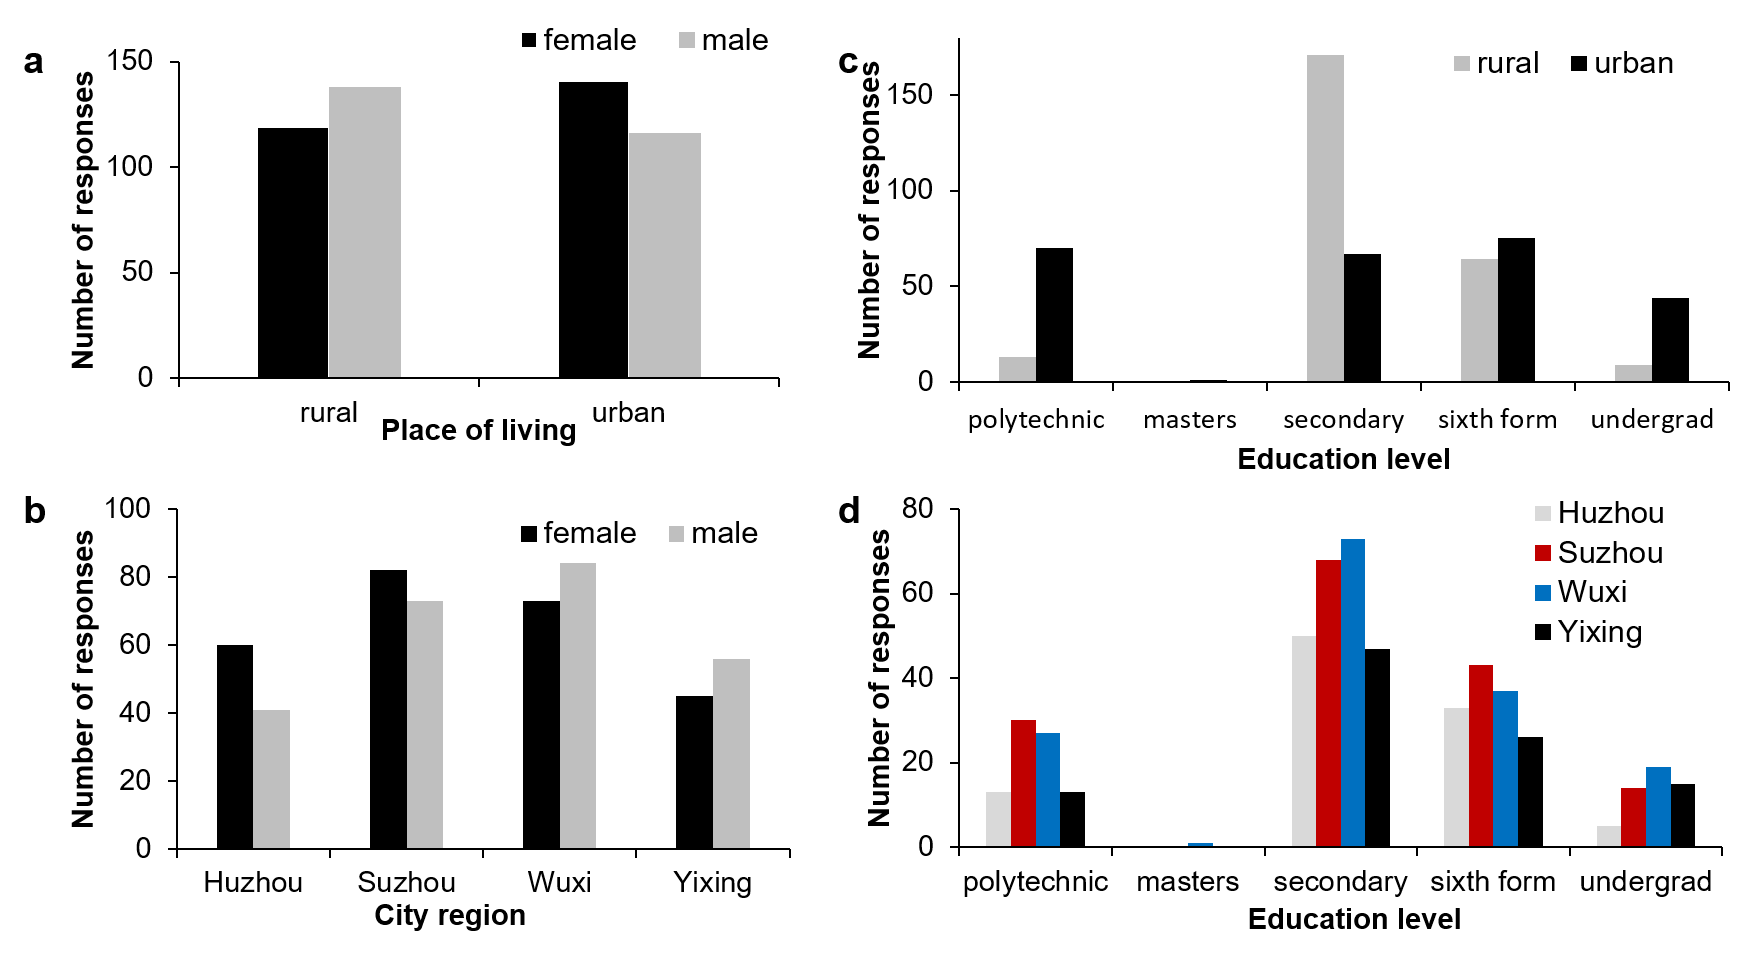 a
female male
Number of responses
150
100
50
0
rural urban
Place of living
c
rural urban
Number of responses
150
100
50
0
polytechnic masters secondary sixth form undergrad
Education level
b
female male
Number of responses
100
80
60
40
20
0
Huzhou Suzhou Wuxi Yixing
City region
d
Huzhou
Suzhou
Wuxi
Yixing
Number of responses
80
60
40
20
0
polytechnic masters secondary sixth form undergrad
Education level